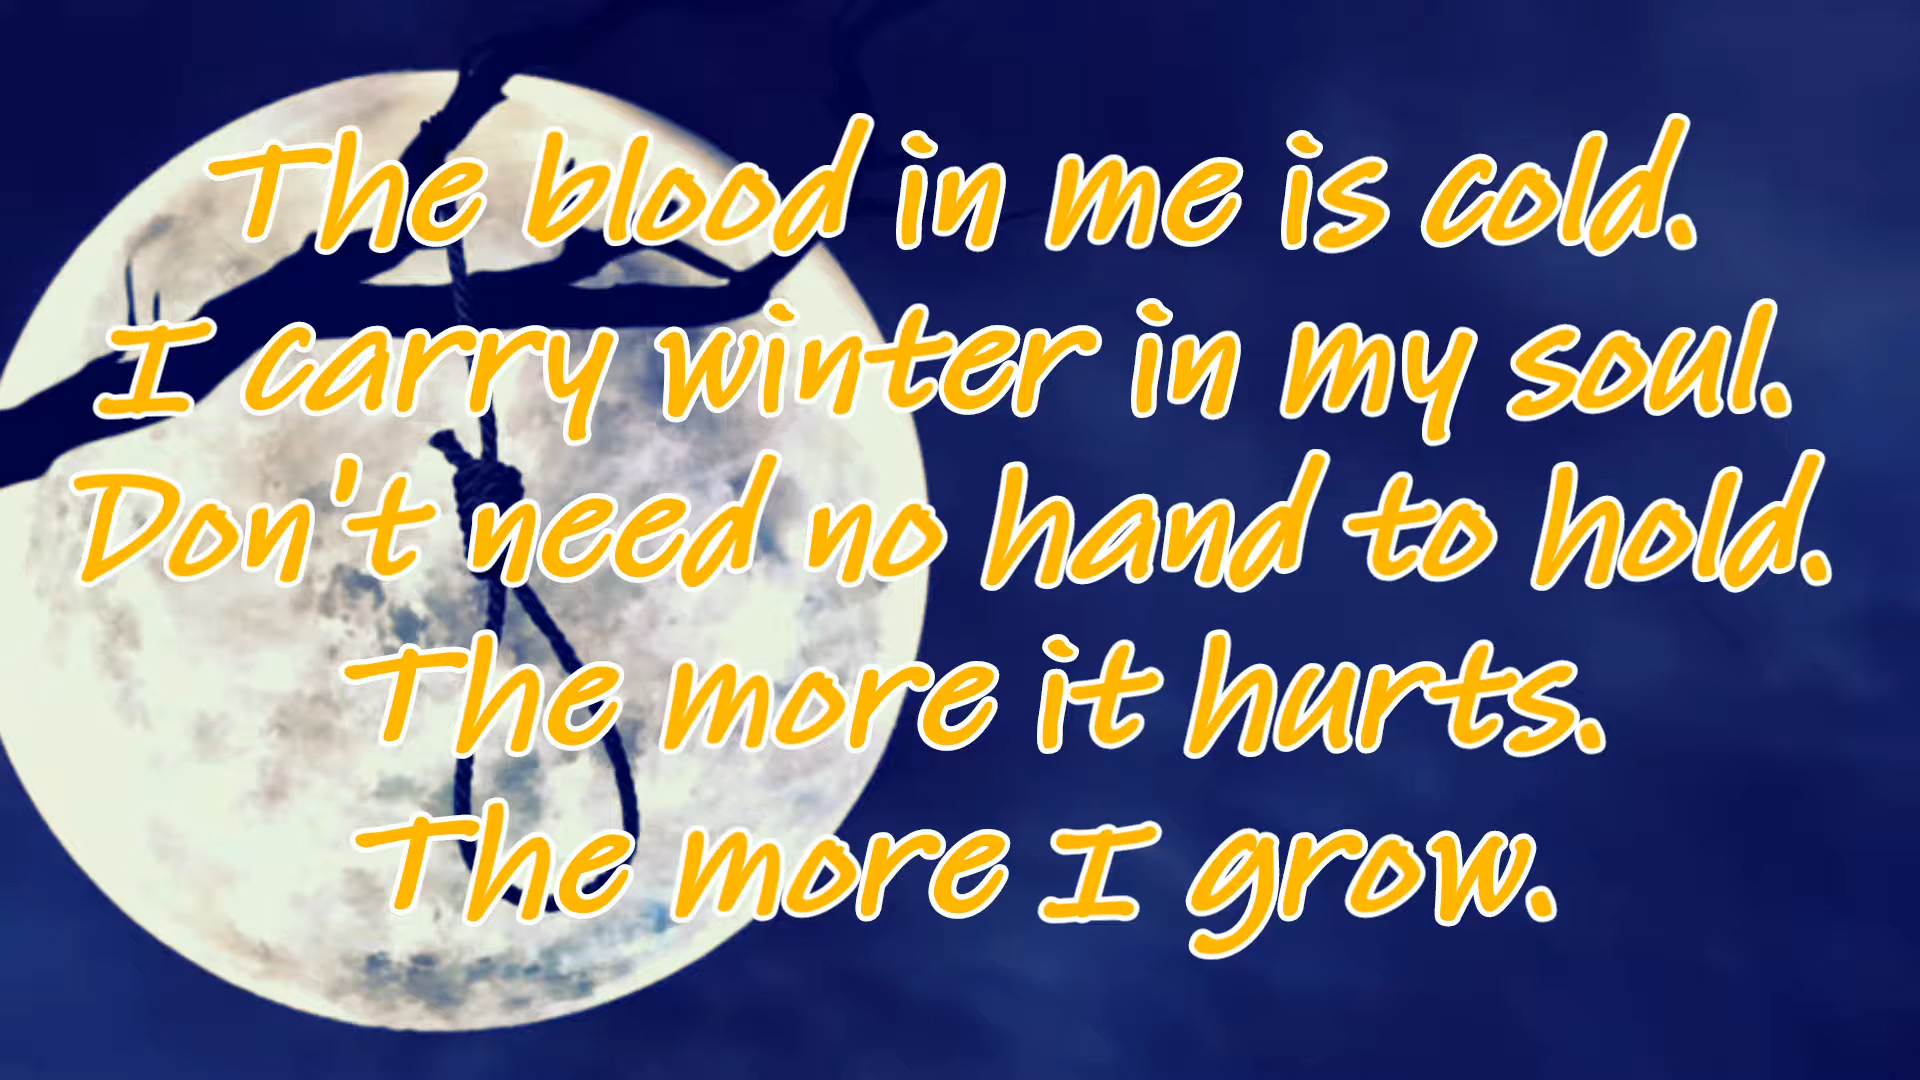 The blood in me is cold.
I carry winter in my soul.
Don't need no hand to hold.
The more it hurts.
The more I grow.